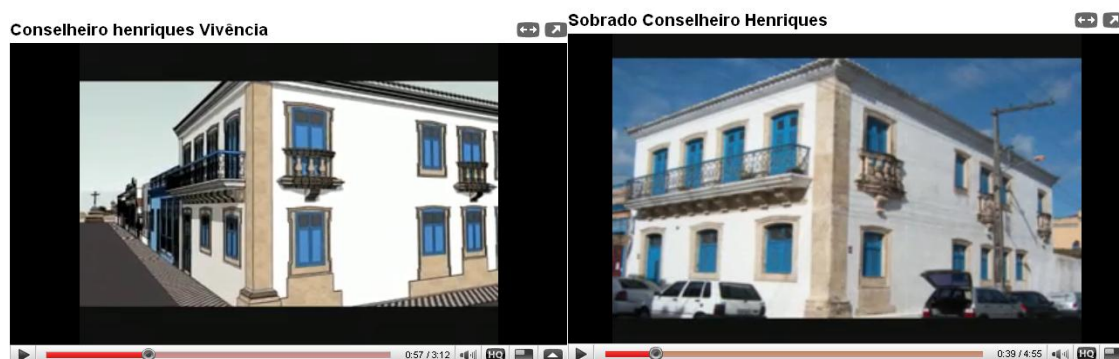 Conselheiro henriques Vivência
Sobrado Conselheiro Henriques
0:57 / 3:12
HQ
0:39 / 4:55
HQ